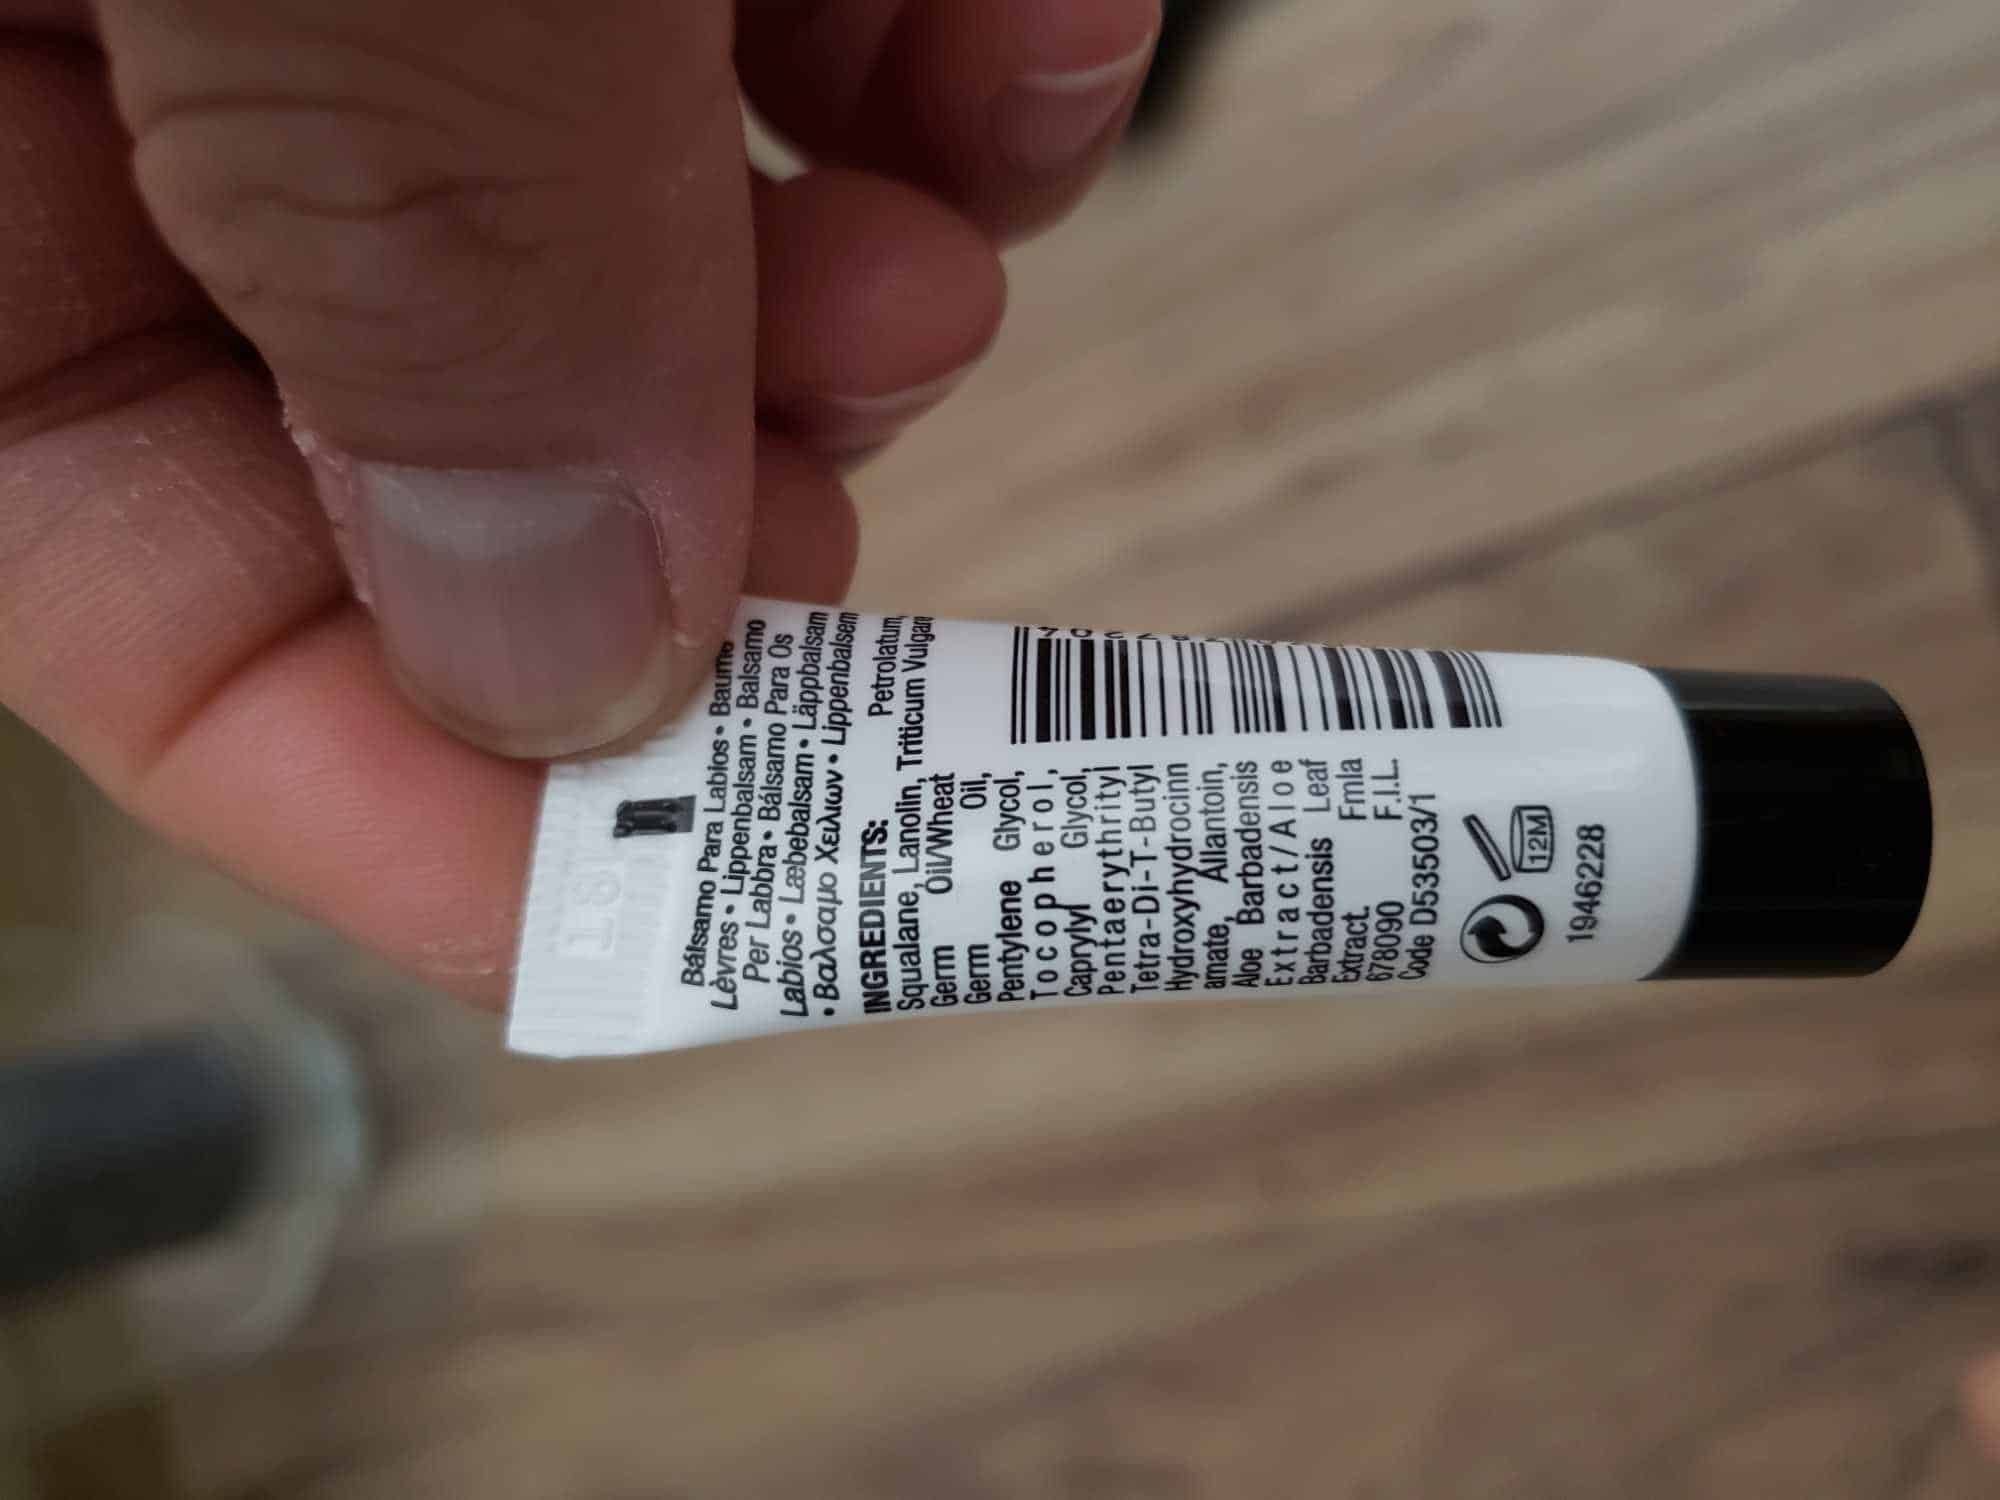 Bálsamo Para Labios • Baume
Lèvres • Lippenbalsam • Balsamo
Per Labbra • Bálsamo Para Os
Labios • Læbebalsam • Läppbalsam
• Βαλσαμο Χειλιων • Lippenbalsem
INGREDIENTS: Petrolatum,
Squalane, Lanolin, Triticum Vulgare
Germ Oil/Wheat
Germ Oil,
Pentylene Glycol,
Tocopherol,
Caprylyl Glycol,
Pentaerythrityl
Tetra-Di-T-Butyl
Hydroxyhydrocinn
amate, Allantoin,
Aloe Barbadensis
Extract/Aloe
Barbadensis Leaf
Extract. Fmla
678090 F.I.L.
Code D53503/1
12M
1946228